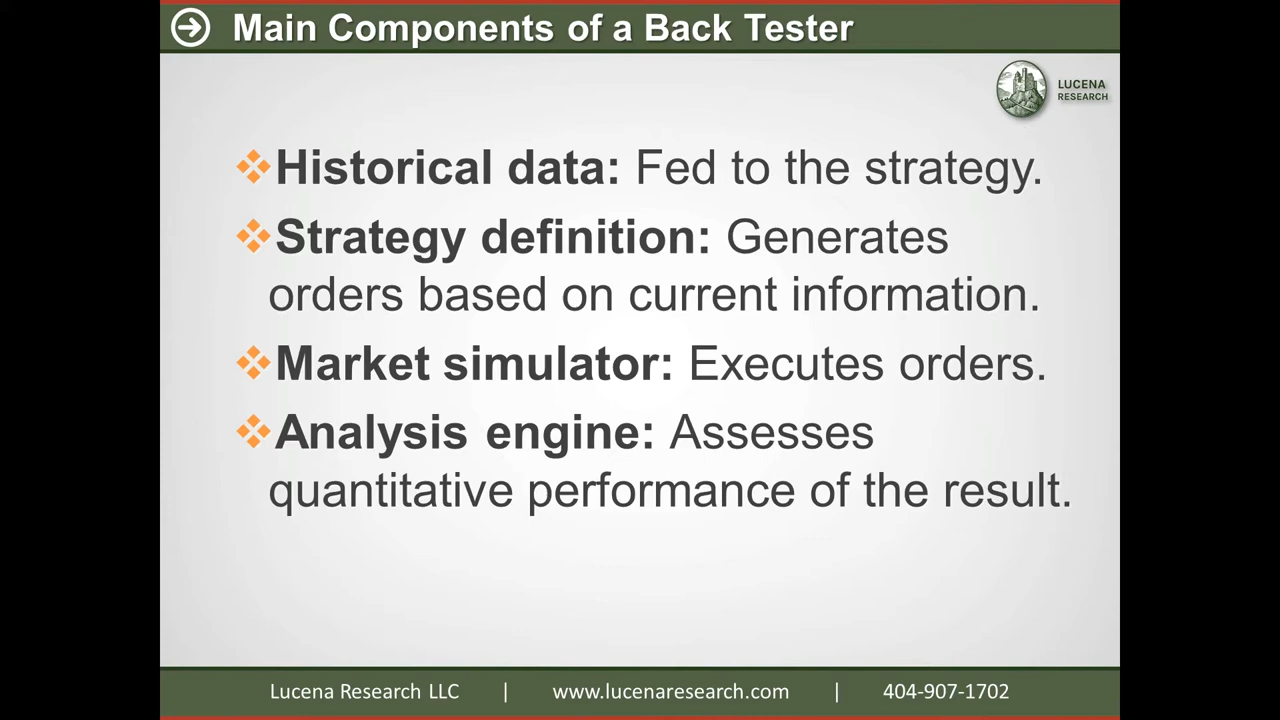 Main Components of a Back Tester
LUCENA
RESEARCH
Historical data: Fed to the strategy.
Strategy definition: Generates
orders based on current information.
Market simulator: Executes orders.
Analysis engine: Assesses
quantitative performance of the result.
Lucena Research LLC | www.lucenaresearch.com | 404-907-1702